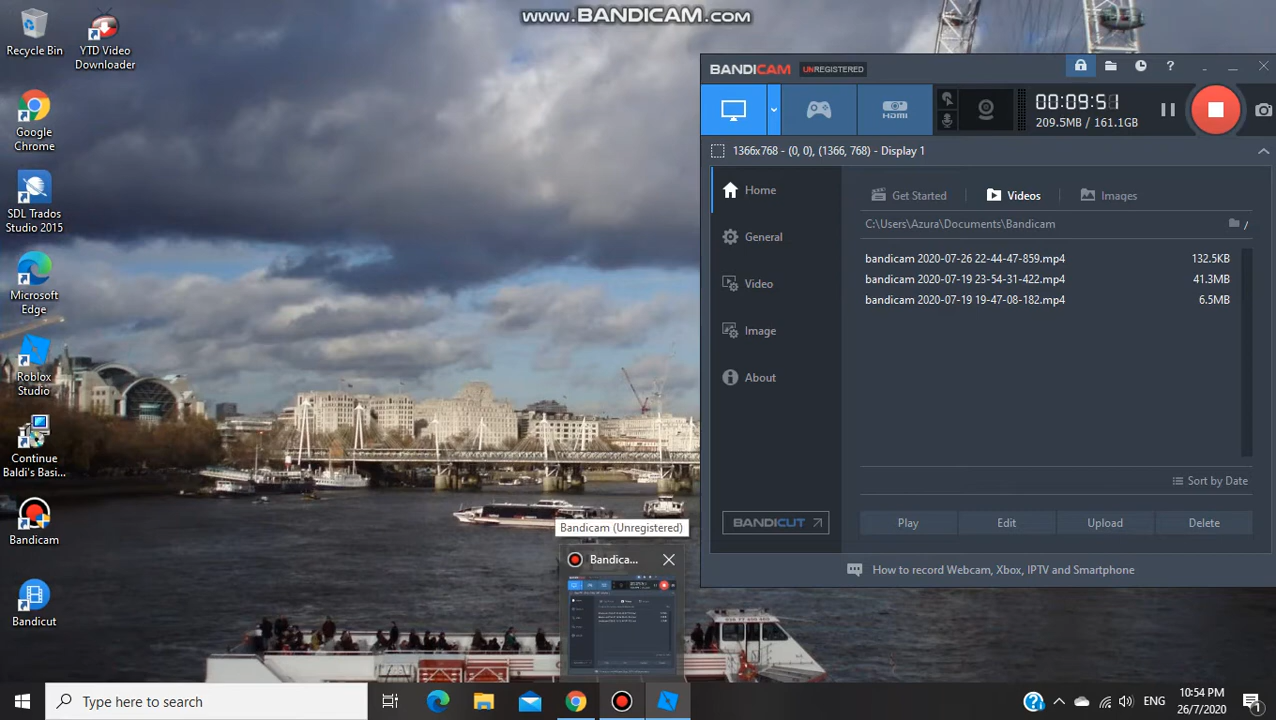 www.BANDICAM.com
Recycle Bin
YTD Video
Downloader
Google
Chrome
SDL Trados
Studio 2015
Microsoft
Edge
Roblox
Studio
Continue
Baldi's Basi...
Bandicam
Bandicut
BANDICAM UNREGISTERED
?
HDMI
00:09:51
209.5MB / 161.1GB
1366x768 - (0, 0), (1366, 768) - Display 1
Home
General
Video
Image
About
BANDICUT
Get Started
Videos
Images
C:\Users\Azura\Documents\Bandicam
/
bandicam 2020-07-26 22-44-47-859.mp4 132.5KB
bandicam 2020-07-19 23-54-31-422.mp4 41.3MB
bandicam 2020-07-19 19-47-08-182.mp4 6.5MB
Sort by Date
Play Edit Upload Delete
How to record Webcam, Xbox, IPTV and Smartphone
Bandicam (Unregistered)
Bandica...
Type here to search
?
ENG
10:54 PM
26/7/2020
1